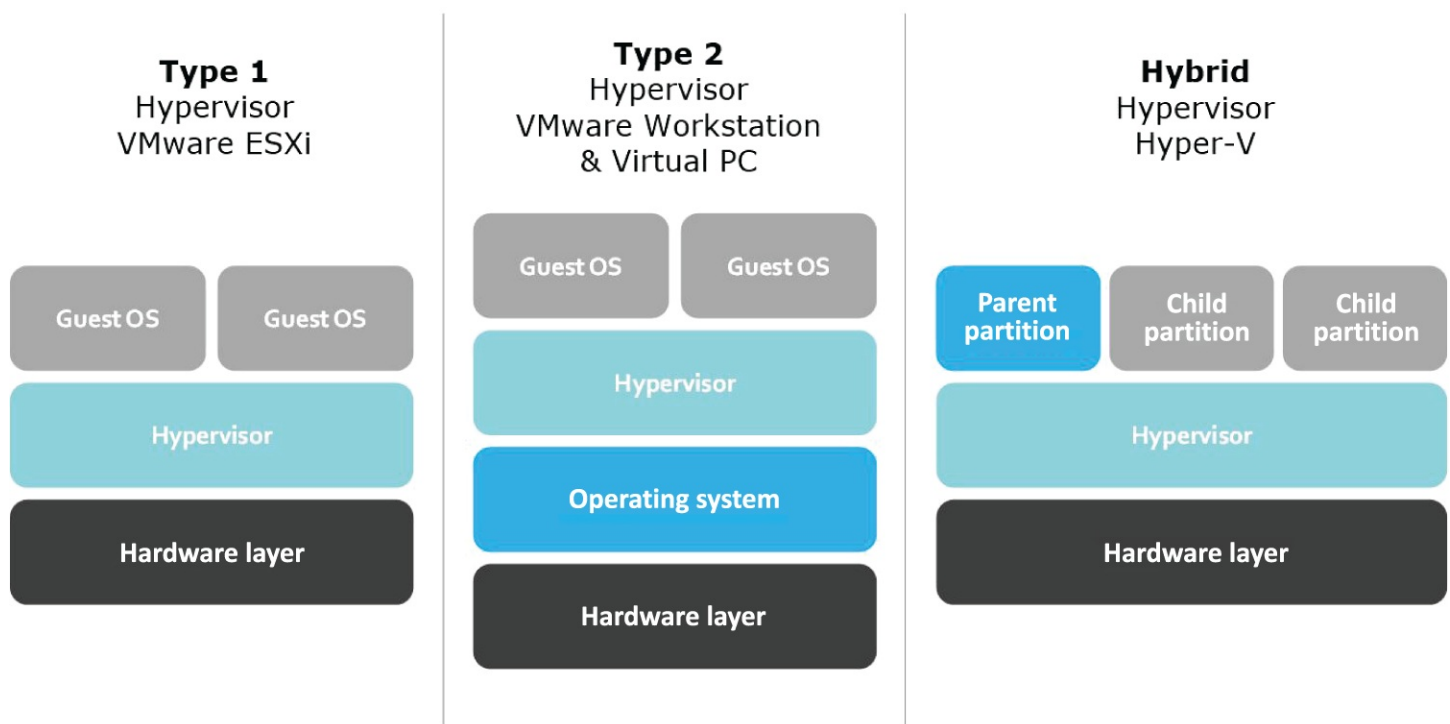 Type 1
Hypervisor
VMware ESXi
Guest OS
Guest OS
Hypervisor
Hardware layer
Type 2
Hypervisor
VMware Workstation
& Virtual PC
Guest OS
Guest OS
Hypervisor
Operating system
Hardware layer
Hybrid
Hypervisor
Hyper-V
Parent
partition
Child
partition
Child
partition
Hypervisor
Hardware layer